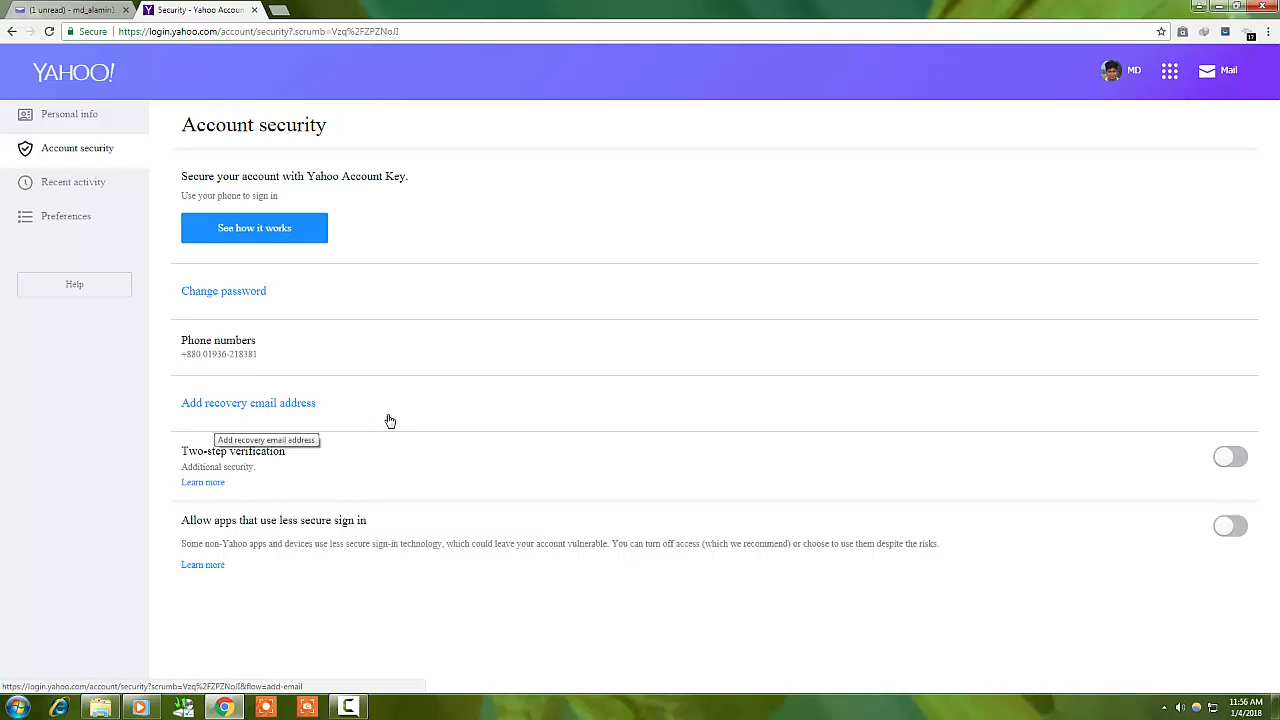 (1 unread) - md_alamin1
Security - Yahoo Accoun
Secure
https://login.yahoo.com/account/security?.scrumb=Vzq%2FZPZNoJI
17
YAHOO!
MD
Mail
Personal info
Account security
Recent activity
Preferences
Help
Account security
Secure your account with Yahoo Account Key.
Use your phone to sign in
See how it works
Change password
Phone numbers
+880 01936-218381
Add recovery email address
Add recovery email address
Two-step verification
Additional security.
Learn more
Allow apps that use less secure sign in
Some non-Yahoo apps and devices use less secure sign-in technology, which could leave your account vulnerable. You can turn off access (which we recommend) or choose to use them despite the risks.
Learn more
https://login.yahoo.com/account/security?scrumb=Vzq%2FZPZNoJI&flow=add-email
11:56 AM
1/4/2018